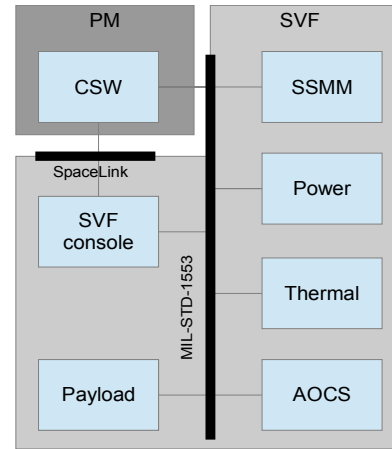 PM
SVF
CSW
SSMM
SpaceLink
SVF
console
Power
MIL-STD-1553
Thermal
Payload
AOCS